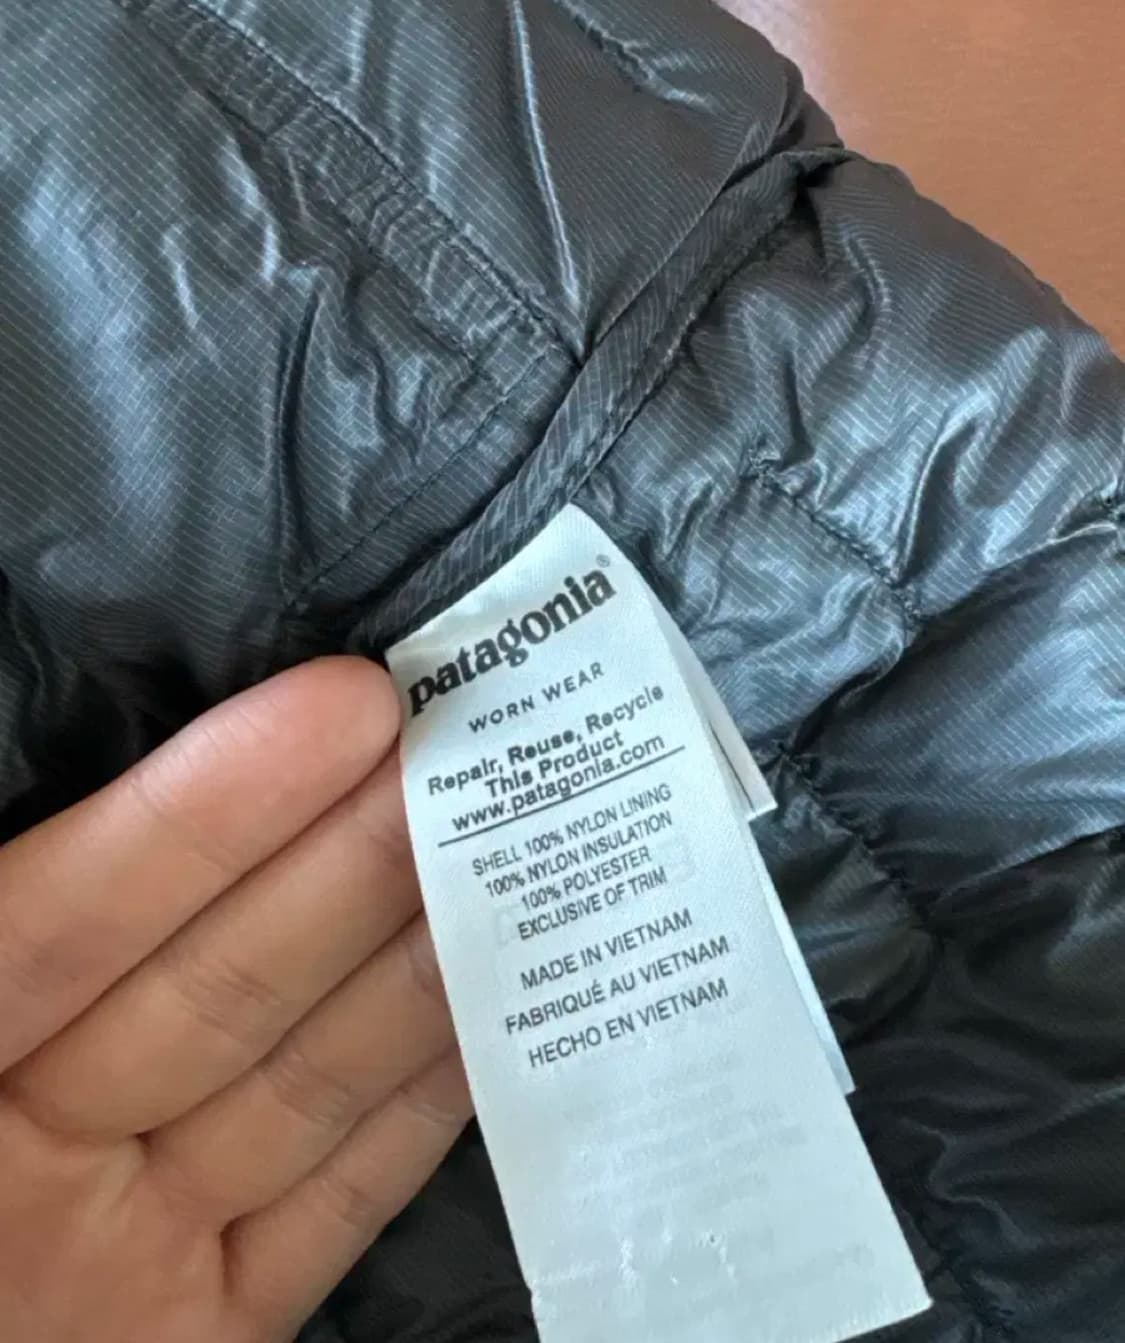 patagonia®
WORN WEAR
Repair, Reuse, Recycle
This Product
www.patagonia.com
SHELL 100% NYLON LINING
100% NYLON INSULATION
100% POLYESTER
EXCLUSIVE OF TRIM
MADE IN VIETNAM
FABRIQUÉ AU VIETNAM
HECHO EN VIETNAM